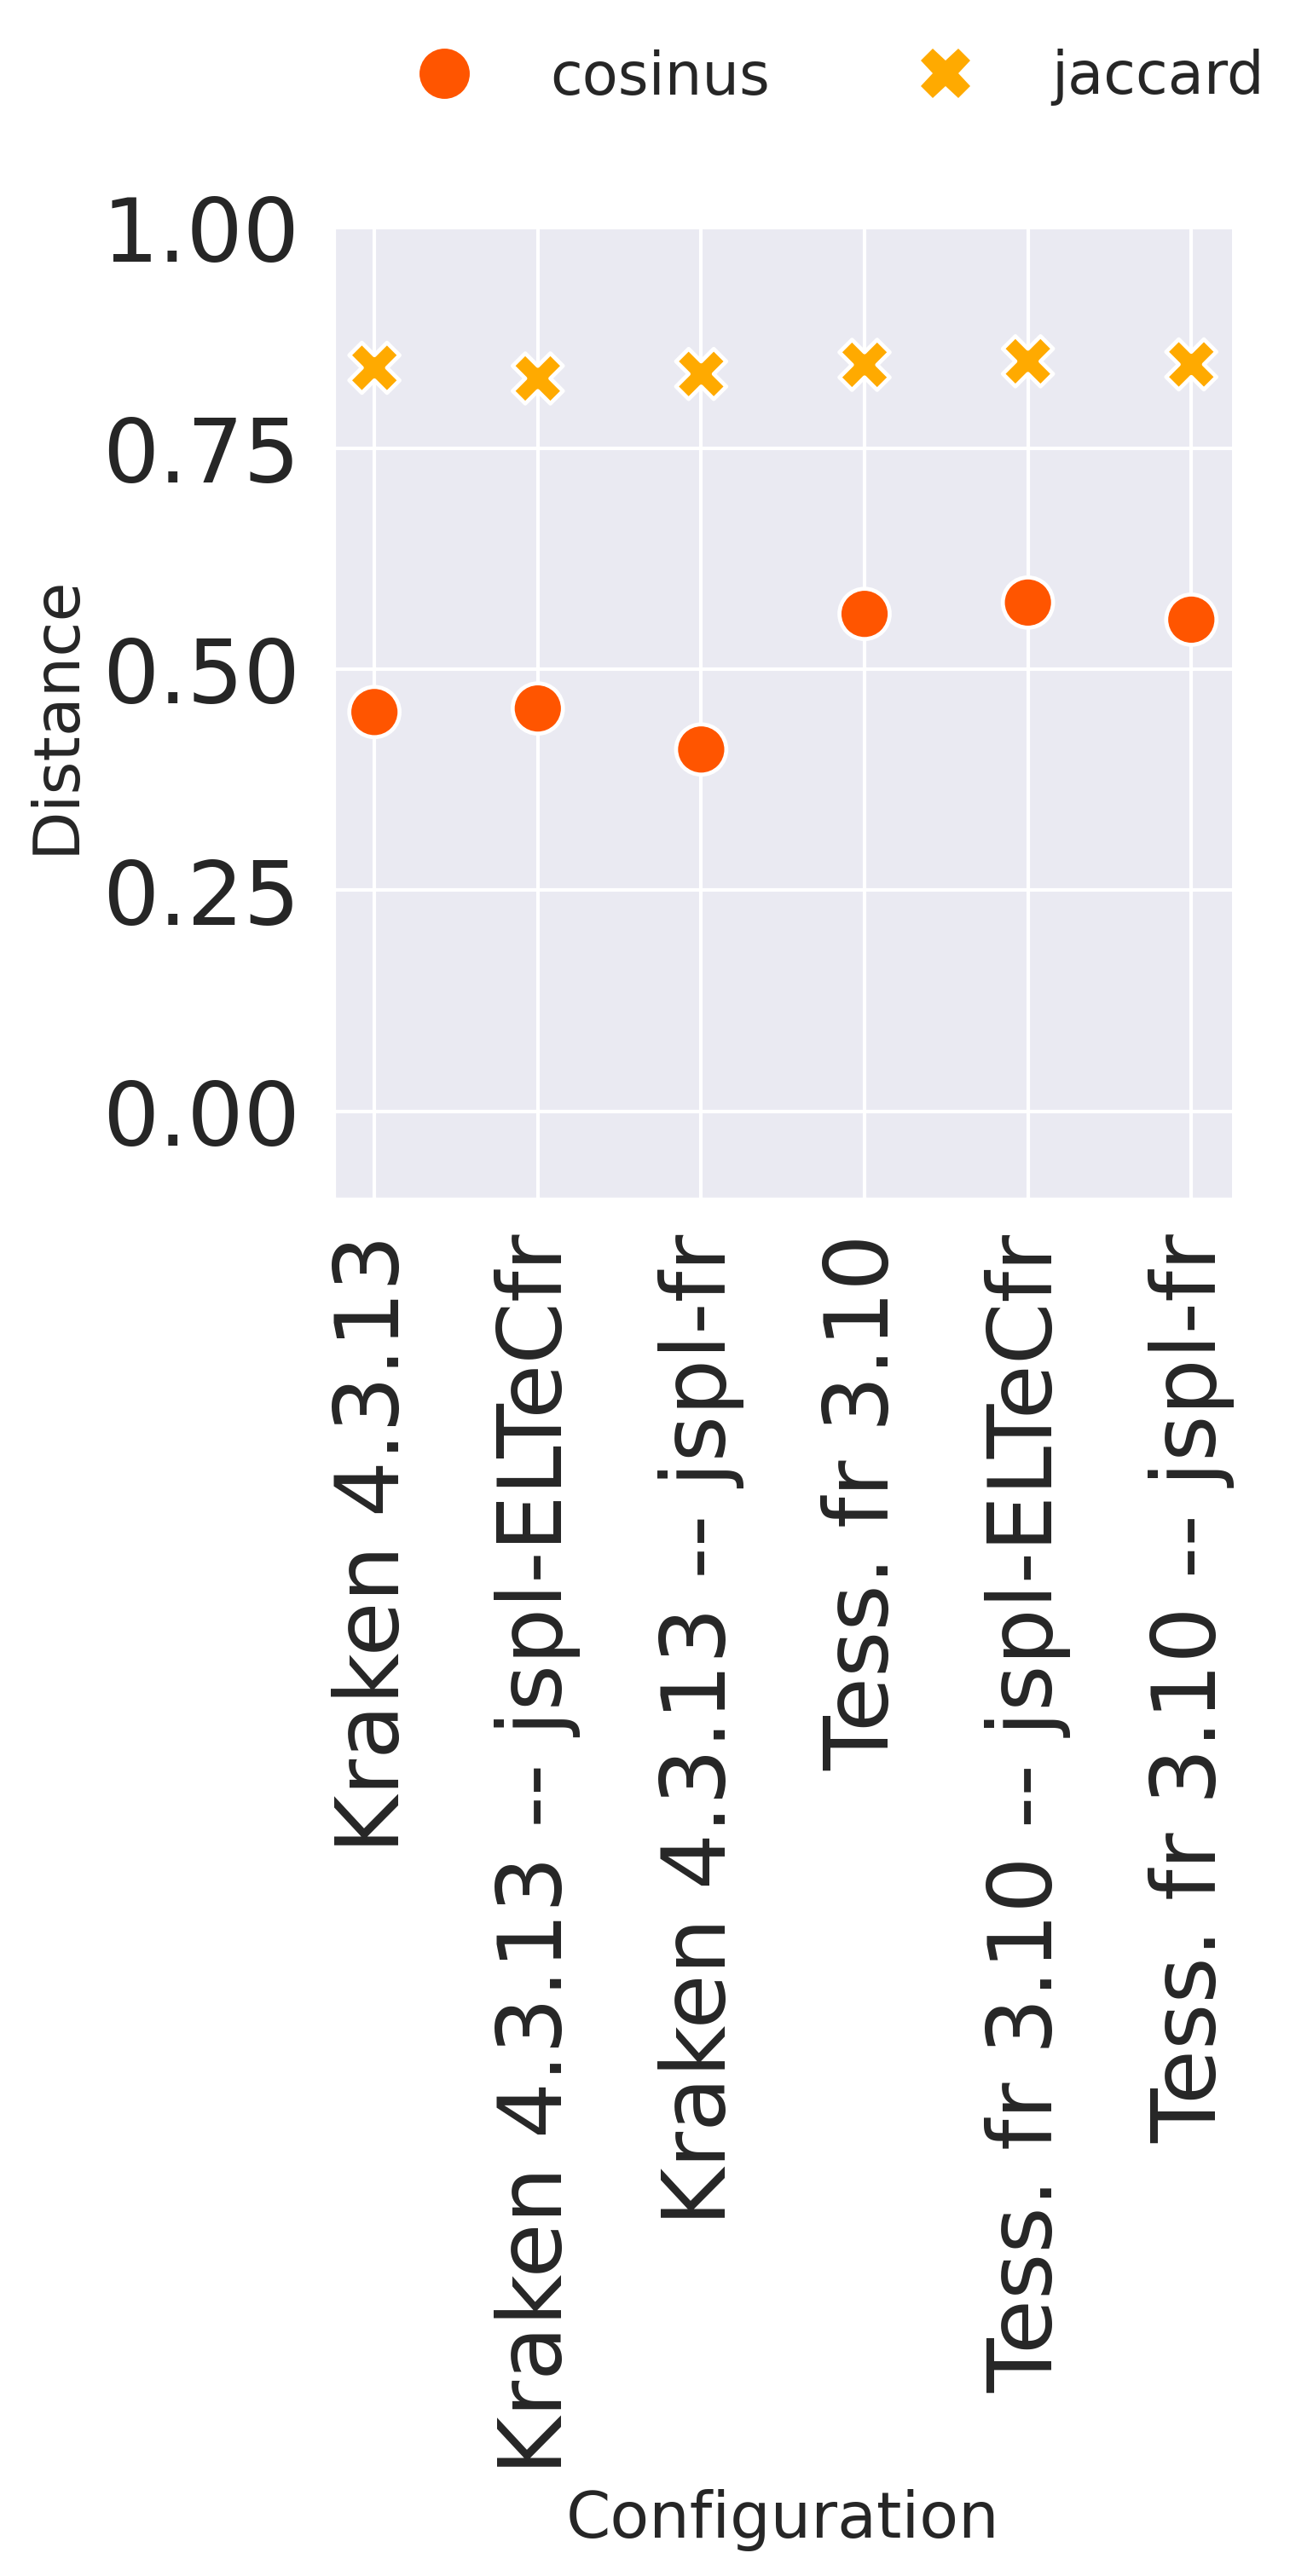 cosinus jaccard
1.00
0.75
0.50
0.25
0.00
Distance
Kraken 4.3.13
Kraken 4.3.13 -- jspl-ELTeCfr
Kraken 4.3.13 -- jspl-fr
Tess. fr 3.10
Tess. fr 3.10 -- jspl-ELTeCfr
Tess. fr 3.10 -- jspl-fr
Configuration